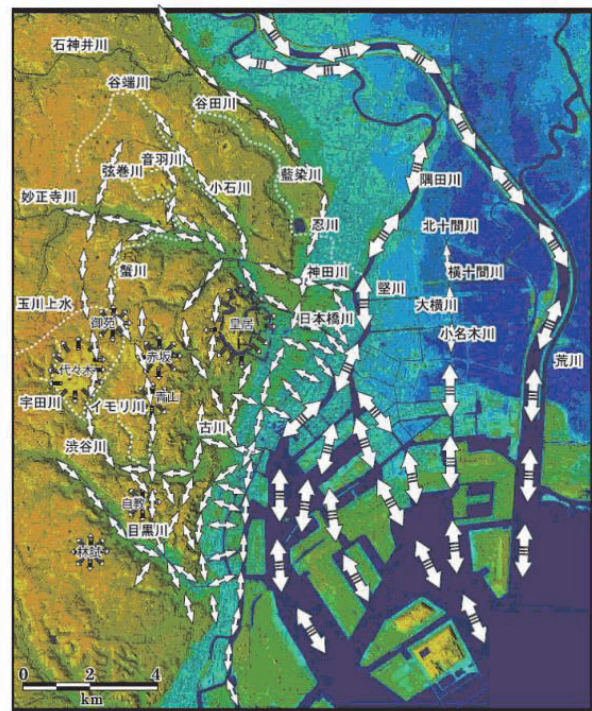 石神井川
谷端川
谷田川
音羽川
弦巻川
小石川
藍染川
妙正寺川
隅田川
忍川
北十間川
蟹川
神田川
横十間川
竪川
玉川上水
御苑
皇居
日本橋川
大横川
小名木川
赤坂
荒川
代々木
青山
宇田川
イモリ川
古川
渋谷川
自教
目黒川
林試
0 2 4
km